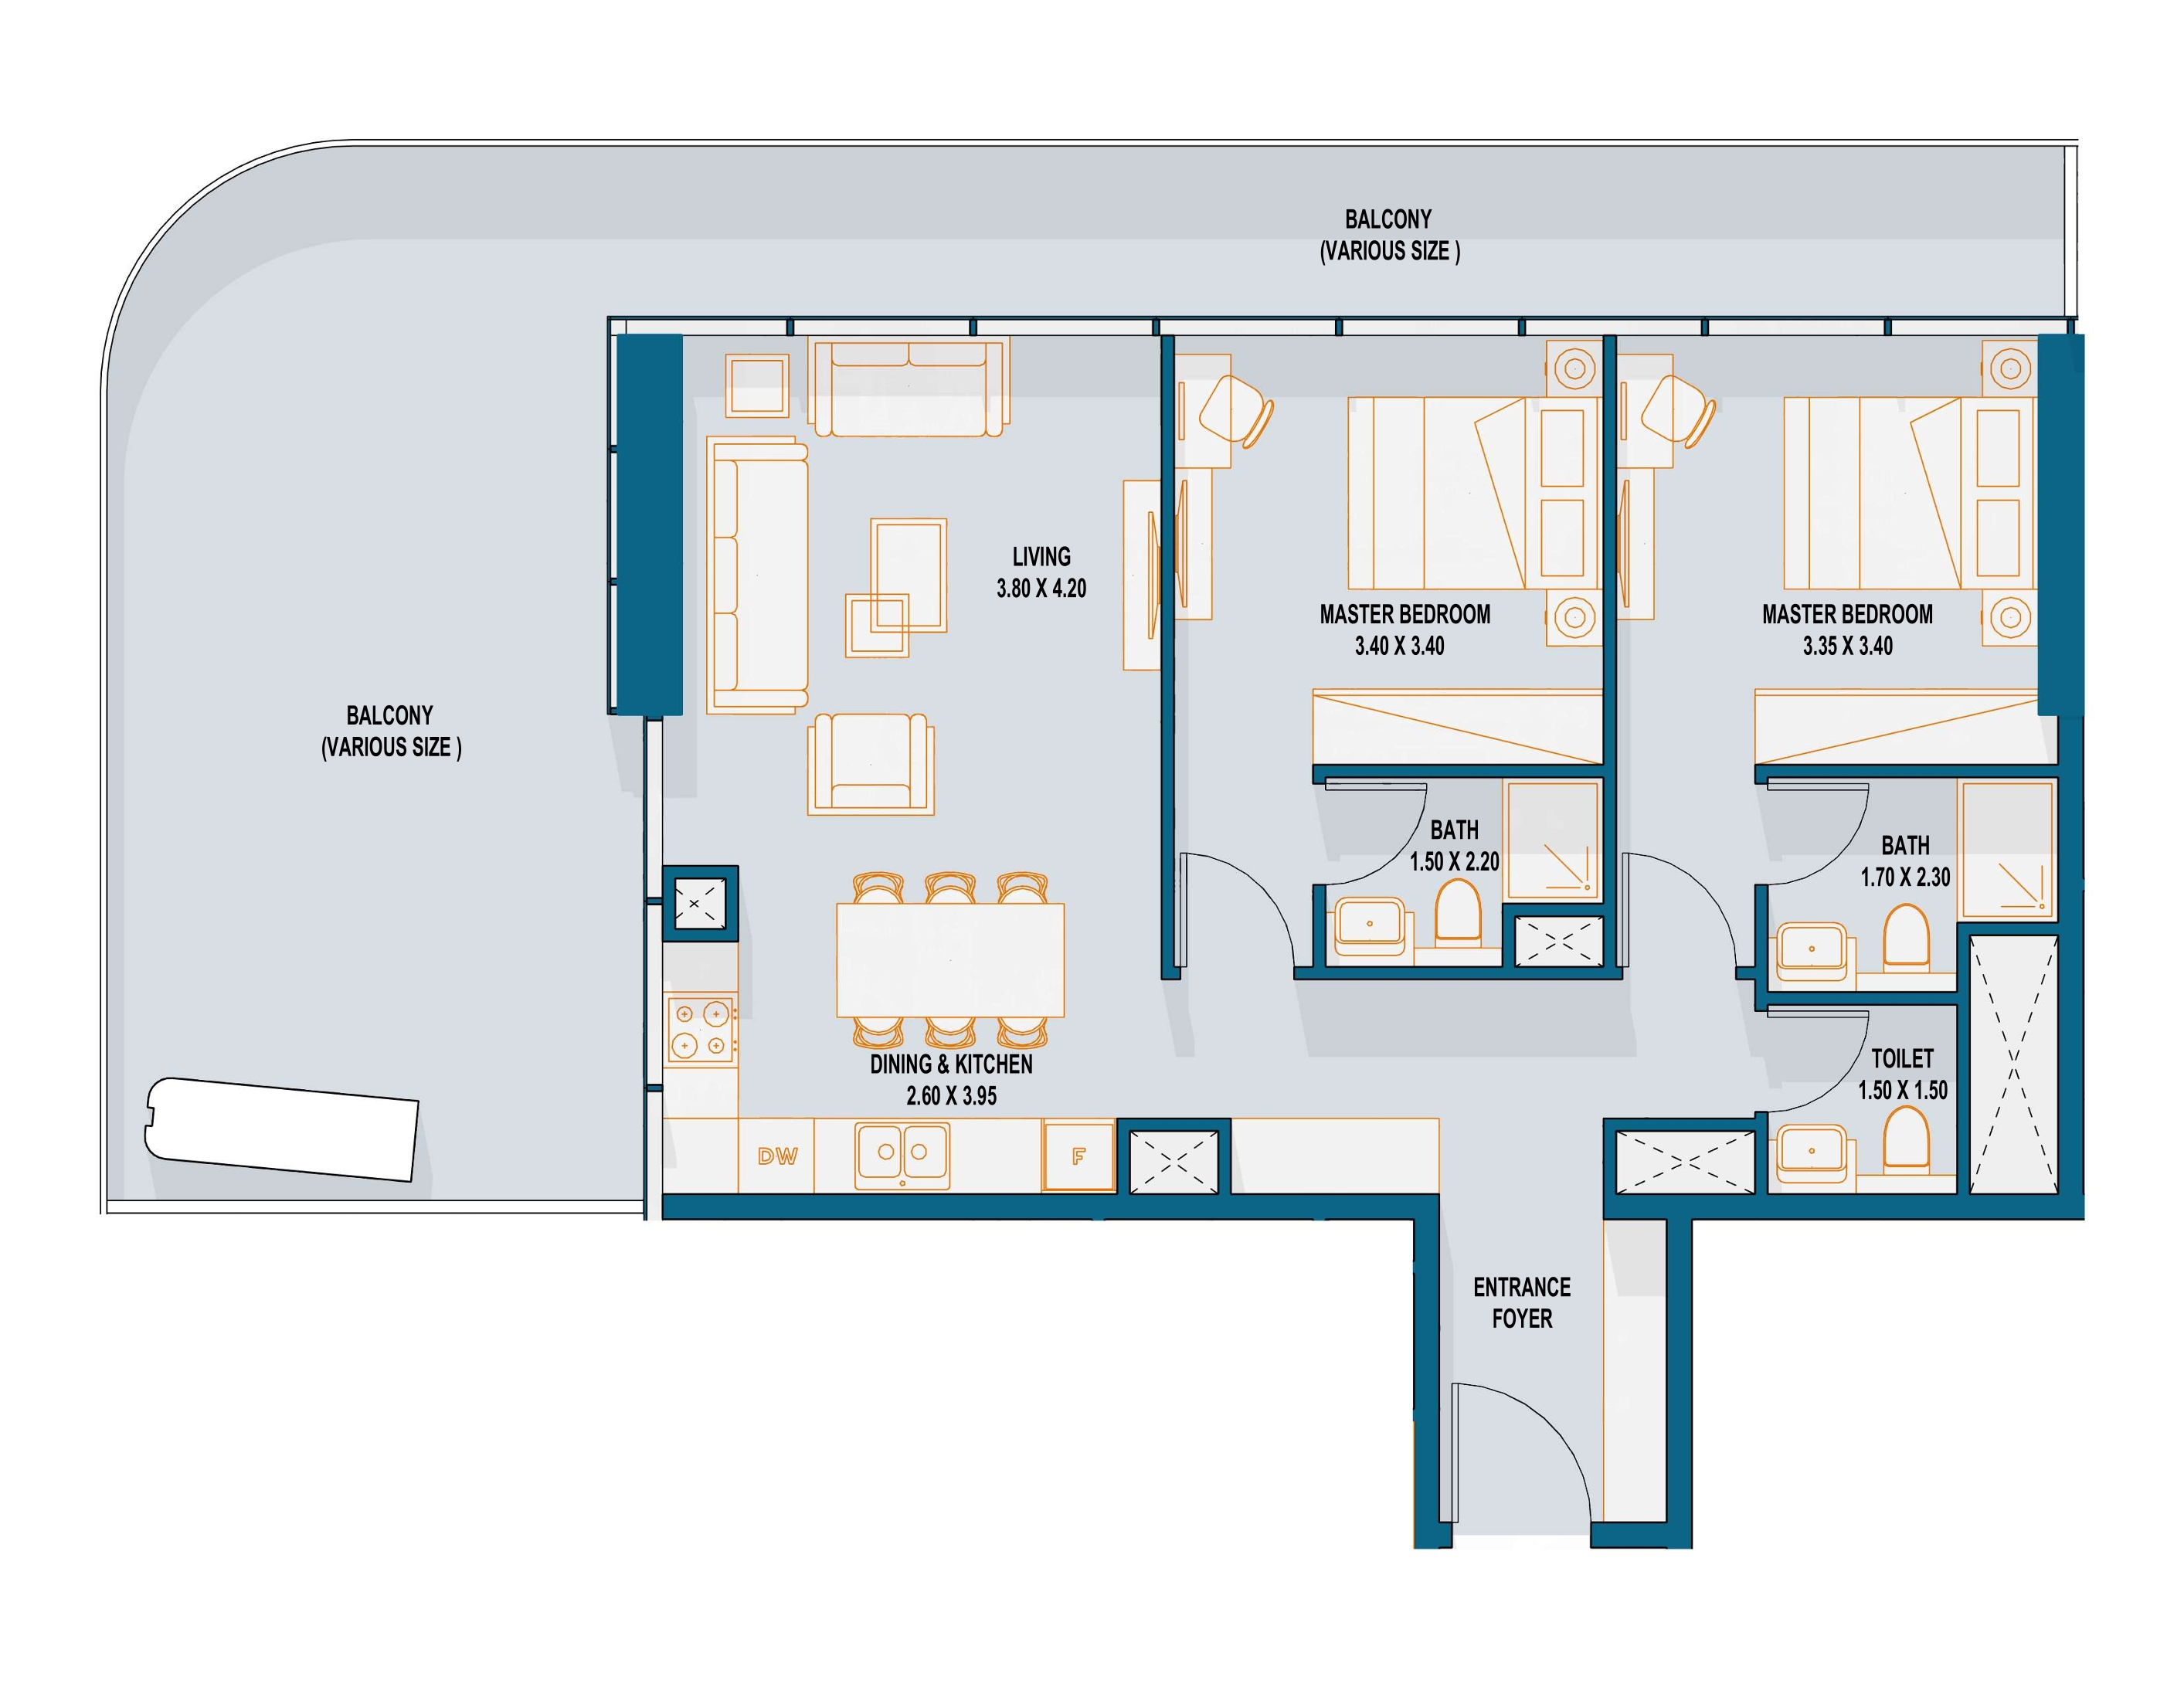 BALCONY
(VARIOUS SIZE )
LIVING
3.80 X 4.20
MASTER BEDROOM
3.40 X 3.40
MASTER BEDROOM
3.35 X 3.40
BALCONY
(VARIOUS SIZE )
BATH
1.50 X 2.20
BATH
1.70 X 2.30
DINING & KITCHEN
2.60 X 3.95
TOILET
1.50 X 1.50
DW
F
ENTRANCE
FOYER